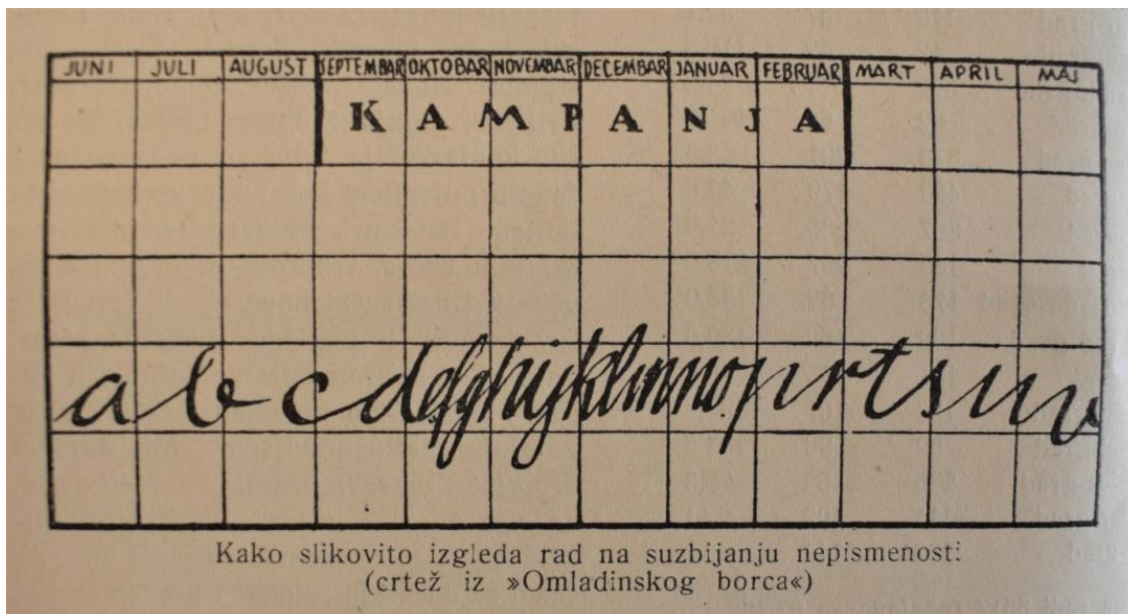 JUNI JULI AUGUST SEPTEMBAR OKTOBAR NOVEMBAR DECEMBAR JANUAR FEBRUAR MART APRIL MAJ
KAMPANJA
a b c d e f g h i j k l m n o p r t s u v
Kako slikovito izgleda rad na suzbijanju nepismenosti
(crtež iz »Omladinskog borca«)